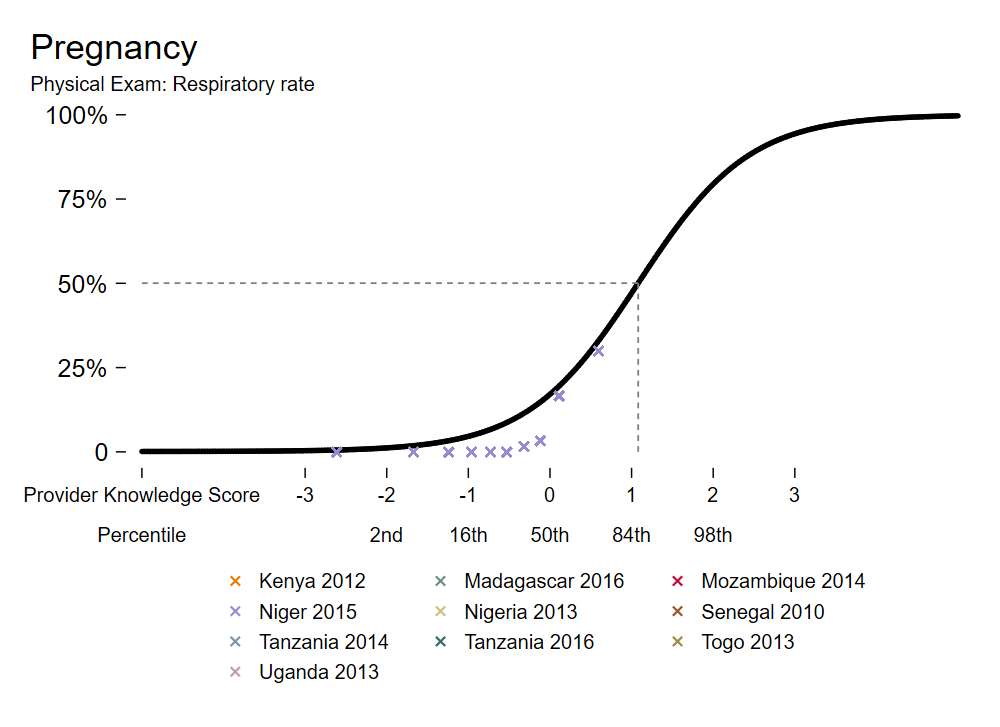 Pregnancy
Physical Exam: Respiratory rate
100%
75%
50%
25%
0
Provider Knowledge Score -3 -2 -1 0 1 2 3
Percentile 2nd 16th 50th 84th 98th
Kenya 2012 Madagascar 2016 Mozambique 2014
Niger 2015 Nigeria 2013 Senegal 2010
Tanzania 2014 Tanzania 2016 Togo 2013
Uganda 2013